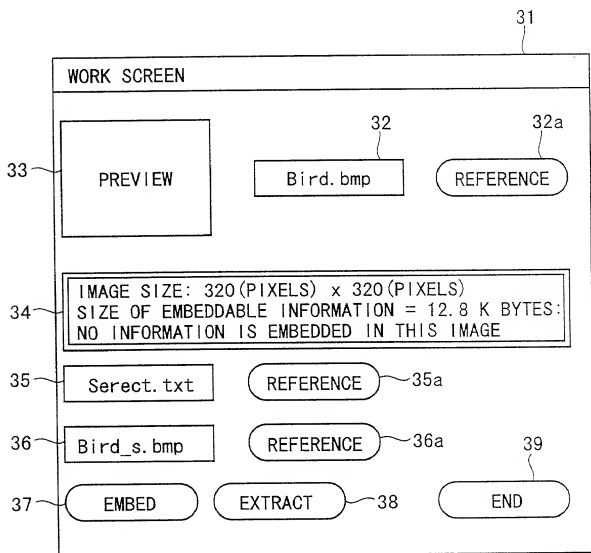 31
WORK SCREEN
32
32a
33
PREVIEW
Bird.bmp
REFERENCE
34
IMAGE SIZE: 320(PIXELS) x 320(PIXELS)
SIZE OF EMBEDDABLE INFORMATION = 12.8 K BYTES:
NO INFORMATION IS EMBEDDED IN THIS IMAGE
35
Serect.txt
REFERENCE
35a
36
Bird_s.bmp
REFERENCE
36a
39
37
EMBED
EXTRACT
38
END